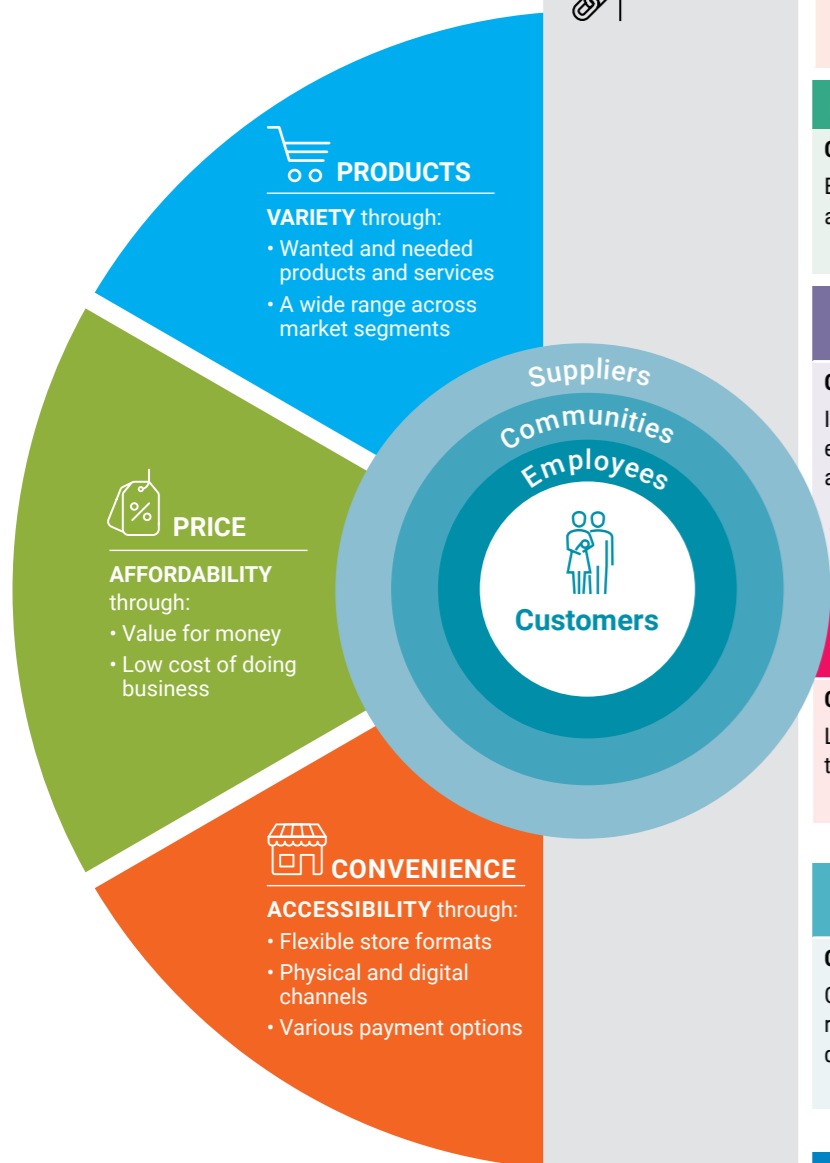 PRODUCTS
VARIETY through:
• Wanted and needed
products and services
• A wide range across
market segments
Suppliers
Communities
Employees
Customers
PRICE
AFFORDABILITY
through:
• Value for money
• Low cost of doing
business
CONVENIENCE
ACCESSIBILITY through:
• Flexible store formats
• Physical and digital
channels
• Various payment options